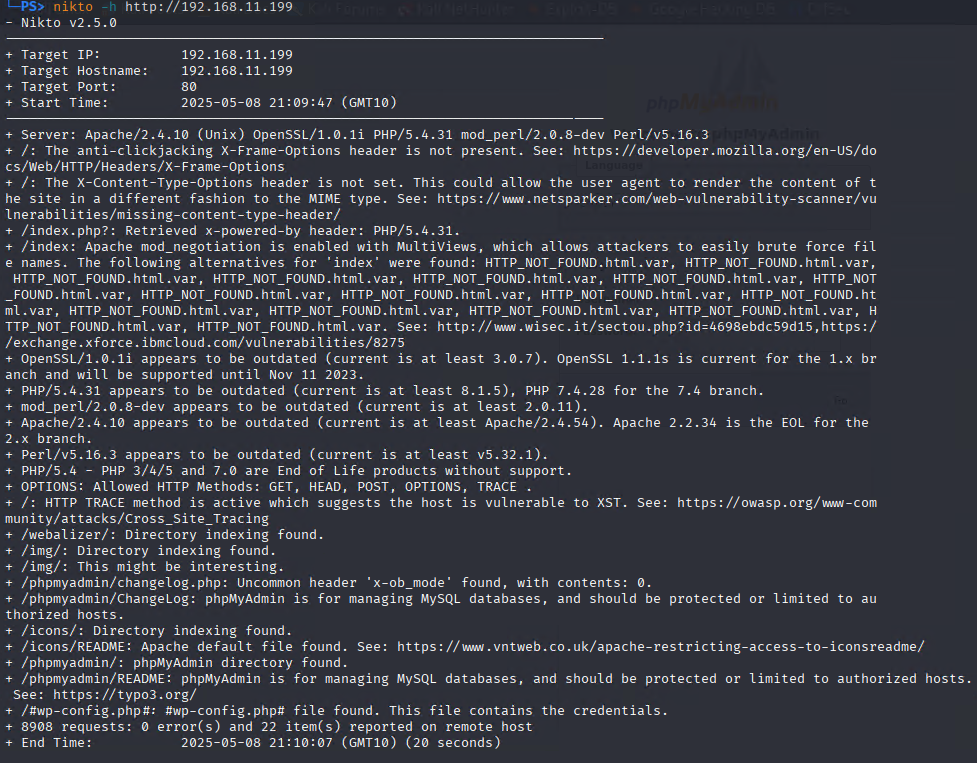 └─PS> nikto -h http://192.168.11.199
- Nikto v2.5.0
+ Target IP:          192.168.11.199
+ Target Hostname:    192.168.11.199
+ Target Port:        80
+ Start Time:         2025-05-08 21:09:47 (GMT10)
+ Server: Apache/2.4.10 (Unix) OpenSSL/1.0.1i PHP/5.4.31 mod_perl/2.0.8-dev Perl/v5.16.3
+ /: The anti-clickjacking X-Frame-Options header is not present. See: https://developer.mozilla.org/en-US/do
cs/Web/HTTP/Headers/X-Frame-Options
+ /: The X-Content-Type-Options header is not set. This could allow the user agent to render the content of t
he site in a different fashion to the MIME type. See: https://www.netsparker.com/web-vulnerability-scanner/vu
lnerabilities/missing-content-type-header/
+ /index.php?: Retrieved x-powered-by header: PHP/5.4.31.
+ /index: Apache mod_negotiation is enabled with MultiViews, which allows attackers to easily brute force fil
e names. The following alternatives for 'index' were found: HTTP_NOT_FOUND.html.var, HTTP_NOT_FOUND.html.var,
 HTTP_NOT_FOUND.html.var, HTTP_NOT_FOUND.html.var, HTTP_NOT_FOUND.html.var, HTTP_NOT_FOUND.html.var, HTTP_NOT
_FOUND.html.var, HTTP_NOT_FOUND.html.var, HTTP_NOT_FOUND.html.var, HTTP_NOT_FOUND.html.var, HTTP_NOT_FOUND.ht
ml.var, HTTP_NOT_FOUND.html.var, HTTP_NOT_FOUND.html.var, HTTP_NOT_FOUND.html.var, HTTP_NOT_FOUND.html.var, H
TTP_NOT_FOUND.html.var, HTTP_NOT_FOUND.html.var. See: http://www.wisec.it/sectou.php?id=4698ebdc59d15,https:/
/exchange.xforce.ibmcloud.com/vulnerabilities/8275
+ OpenSSL/1.0.1i appears to be outdated (current is at least 3.0.7). OpenSSL 1.1.1s is current for the 1.x br
anch and will be supported until Nov 11 2023.
+ PHP/5.4.31 appears to be outdated (current is at least 8.1.5), PHP 7.4.28 for the 7.4 branch.
+ mod_perl/2.0.8-dev appears to be outdated (current is at least 2.0.11).
+ Apache/2.4.10 appears to be outdated (current is at least Apache/2.4.54). Apache 2.2.34 is the EOL for the
2.x branch.
+ Perl/v5.16.3 appears to be outdated (current is at least v5.32.1).
+ PHP/5.4 - PHP 3/4/5 and 7.0 are End of Life products without support.
+ OPTIONS: Allowed HTTP Methods: GET, HEAD, POST, OPTIONS, TRACE .
+ /: HTTP TRACE method is active which suggests the host is vulnerable to XST. See: https://owasp.org/www-com
munity/attacks/Cross_Site_Tracing
+ /webalizer/: Directory indexing found.
+ /img/: Directory indexing found.
+ /img/: This might be interesting.
+ /phpmyadmin/changelog.php: Uncommon header 'x-ob_mode' found, with contents: 0.
+ /phpmyadmin/ChangeLog: phpMyAdmin is for managing MySQL databases, and should be protected or limited to au
thorized hosts.
+ /icons/: Directory indexing found.
+ /icons/README: Apache default file found. See: https://www.vntweb.co.uk/apache-restricting-access-to-iconsreadme/
+ /phpmyadmin/: phpMyAdmin directory found.
+ /phpmyadmin/README: phpMyAdmin is for managing MySQL databases, and should be protected or limited to authorized hosts.
 See: https://typo3.org/
+ /#wp-config.php#: #wp-config.php# file found. This file contains the credentials.
+ 8908 requests: 0 error(s) and 22 item(s) reported on remote host
+ End Time:           2025-05-08 21:10:07 (GMT10) (20 seconds)